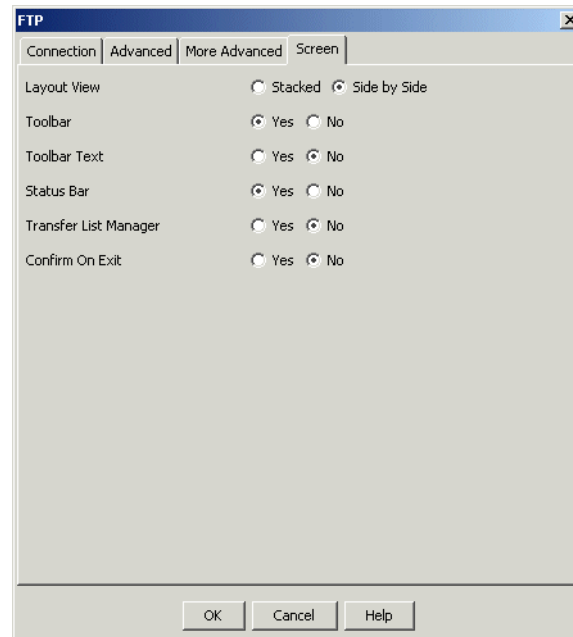 FTP
Connection Advanced More Advanced Screen
Layout View Stacked Side by Side
Toolbar Yes No
Toolbar Text Yes No
Status Bar Yes No
Transfer List Manager Yes No
Confirm On Exit Yes No
OK Cancel Help